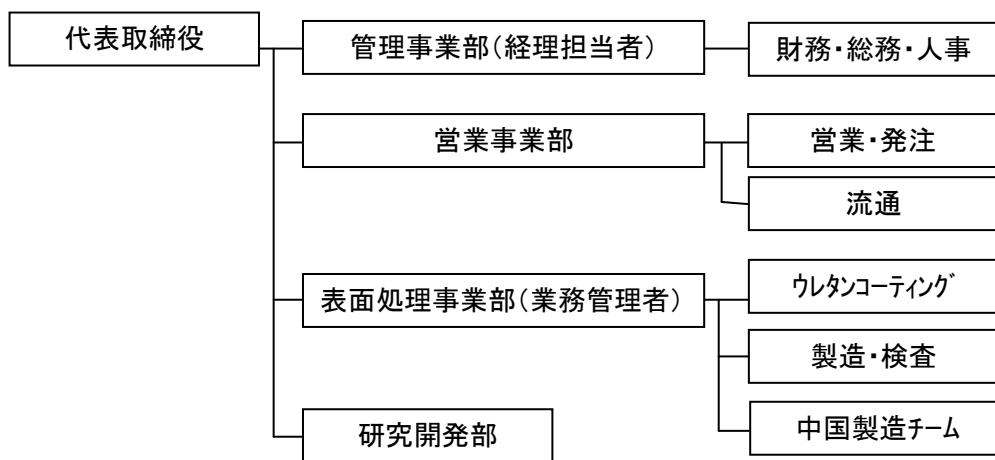 代表取締役
管理事業部（経理担当者）
財務・総務・人事
営業事業部
営業・発注
流通
表面処理事業部（業務管理者）
ｳﾚﾀﾝｺｰﾃｨﾝｸﾞ
製造・検査
中国製造ﾁｰﾑ
研究開発部